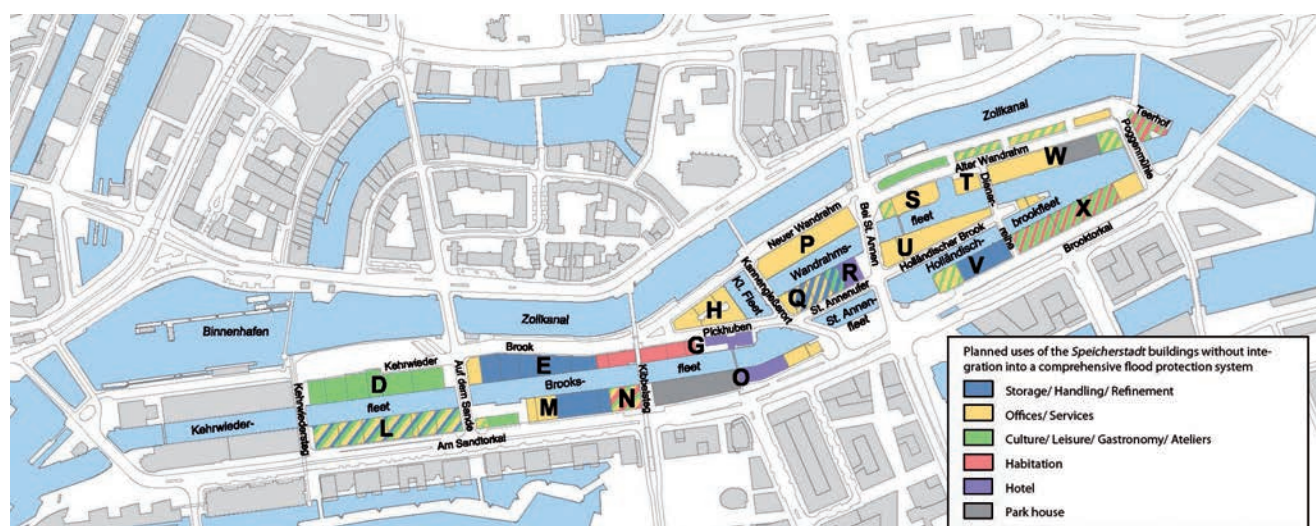 Zollkanal
Teerhof
Poggenmühle
Alter Wandrahm
W
T
Diener-
reihe
S
fleet
Bei St. Annen
Neuer Wandrahm
P
Wandrahms-
U
Holländischer Brook
Holländisch-
brookfleet
X
Brooktorkai
V
Kannengießerort
R
Q
St. Annenufer
St. Annen-
fleet
Kl. Fleet
H
Pickhuben
G
Zollkanal
Binnenhafen
Brook
Kehrwieder
Auf dem Sande
E
D
Brooks-
fleet
Kibbelsteg
O
N
M
L
fleet
Kehrwieder-
Kehrwiedersteg
Am Sandtorkai
Planned uses of the Speicherstadt buildings without inte-
gration into a comprehensive flood protection system
Storage/ Handling/ Refinement
Offices/ Services
Culture/ Leisure/ Gastronomy/ Ateliers
Habitation
Hotel
Park house